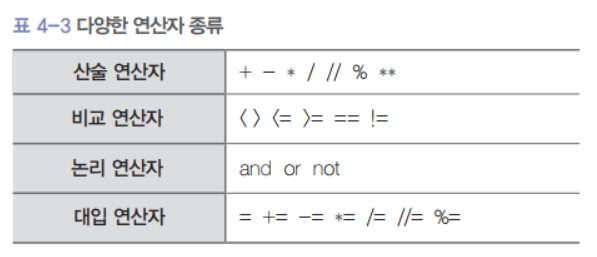 표 4-3 다양한 연산자 종류
산술 연산자 + - * / // % **
비교 연산자 〈 〉 〈= 〉= == !=
논리 연산자 and or not
대입 연산자 = += -= *= /= //= %=